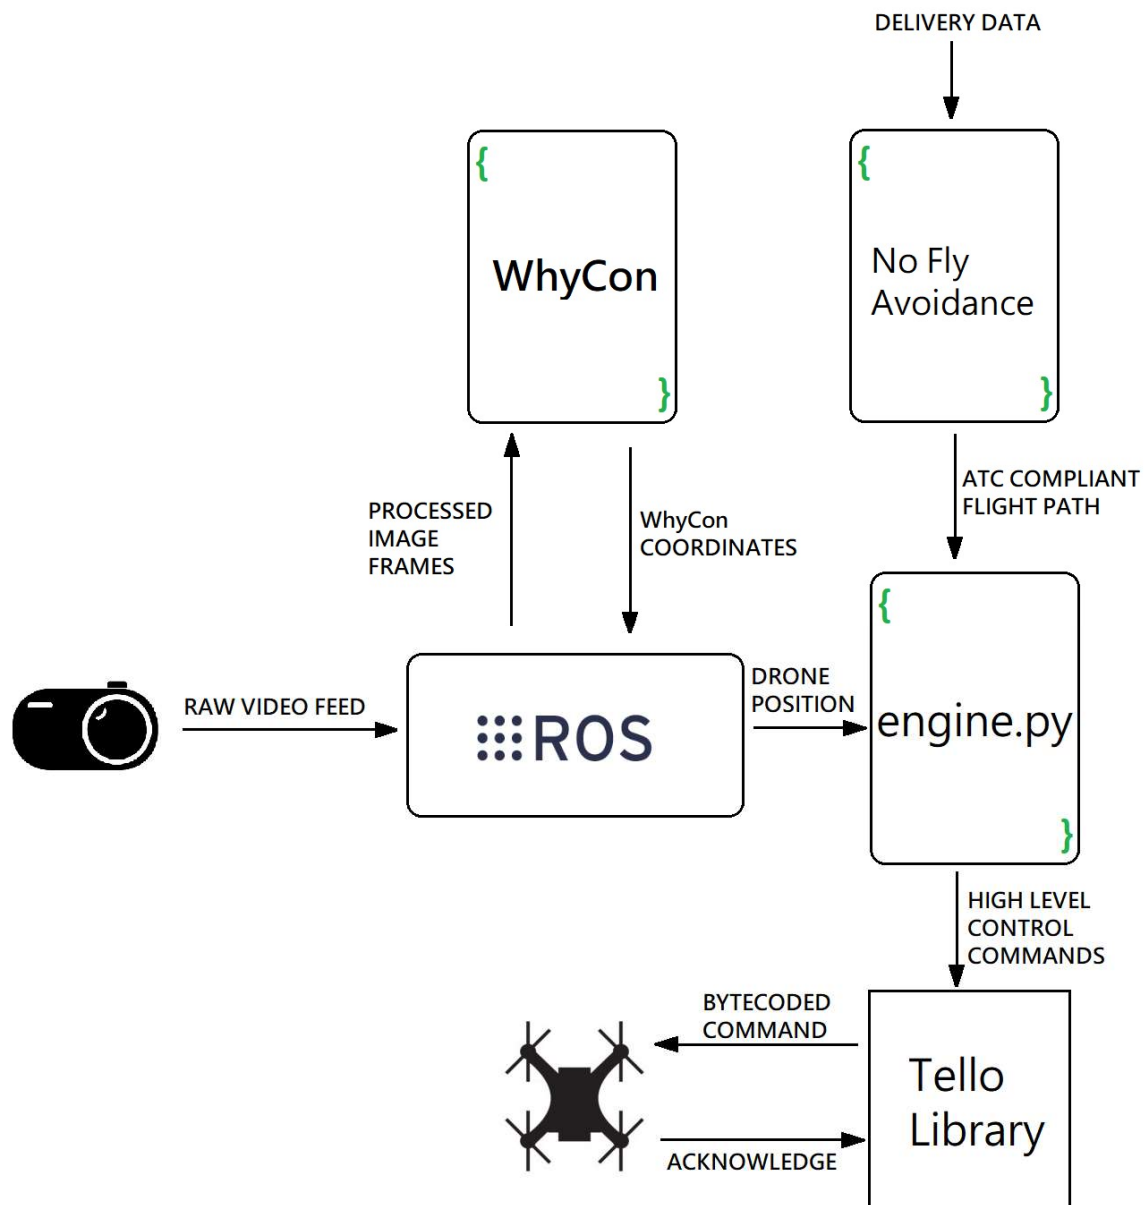 DELIVERY DATA
{
WhyCon
}
{
No Fly
Avoidance
}
PROCESSED
IMAGE
FRAMES
WhyCon
COORDINATES
ATC COMPLIANT
FLIGHT PATH
RAW VIDEO FEED
ROS
DRONE
POSITION
{
engine.py
}
HIGH LEVEL
CONTROL
COMMANDS
BYTECODED
COMMAND
ACKNOWLEDGE
Tello
Library